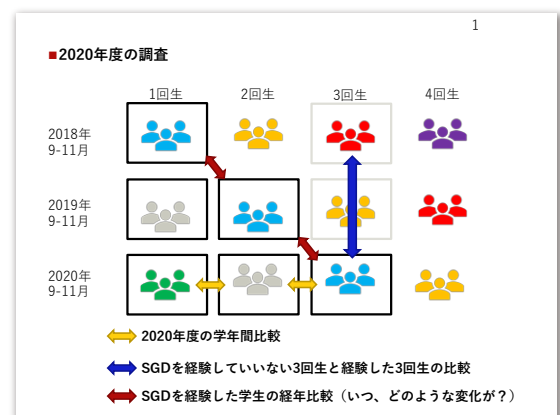 1
■2020年度の調査
1回生 2回生 3回生 4回生
2018年
9-11月
2019年
9-11月
2020年
9-11月
2020年度の学年間比較
SGDを経験していいない3回生と経験した3回生の比較
SGDを経験した学生の経年比較（いつ、どのような変化が？）